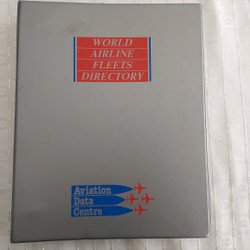 WORLD
AIRLINE
FLEETS
DIRECTORY
Aviation
Data
Centre